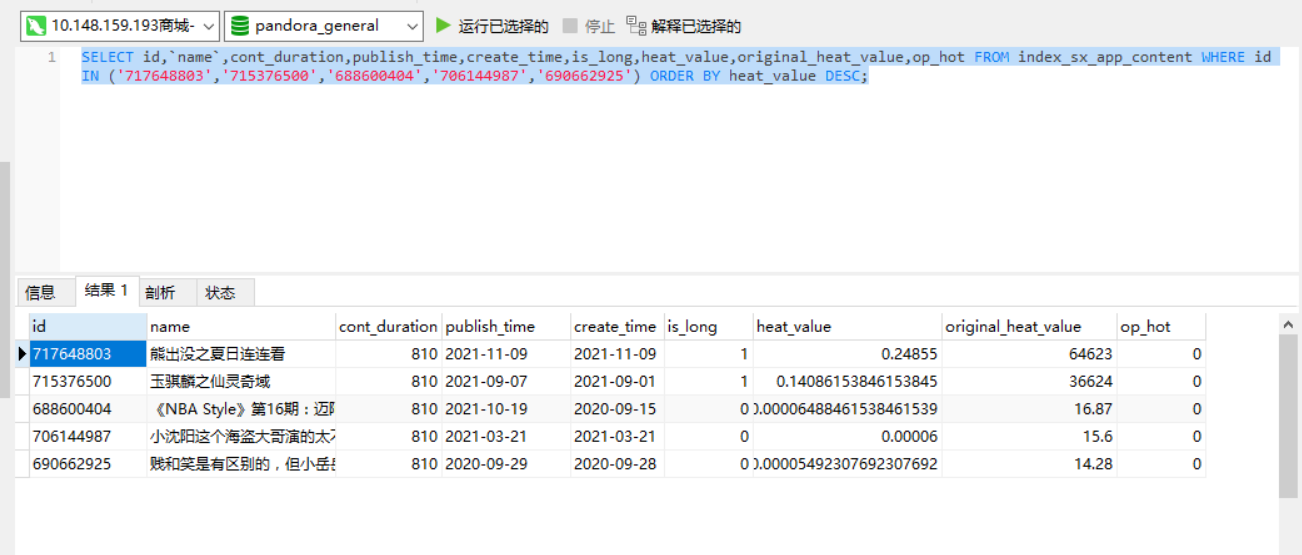 10.148.159.193商城- pandora_general 运行已选择的 停止 解释已选择的
1 SELECT id,`name`,cont_duration,publish_time,create_time,is_long,heat_value,original_heat_value,op_hot FROM index_sx_app_content WHERE id
IN ('717648803','715376500','688600404','706144987','690662925') ORDER BY heat_value DESC;
信息 结果 1 剖析 状态
id name cont_duration publish_time create_time is_long heat_value original_heat_value op_hot
717648803 熊出没之夏日连连看 810 2021-11-09 2021-11-09 1 0.24855 64623 0
715376500 玉骐麟之仙灵奇域 810 2021-09-07 2021-09-01 1 0.14086153846153845 36624 0
688600404 《NBA Style》第16期：迈 810 2021-10-19 2020-09-15 0 .00006488461538461539 16.87 0
706144987 小沈阳这个海盗大哥演的太 810 2021-03-21 2021-03-21 0 0.00006 15.6 0
690662925 贱和笑是有区别的，但小岳 810 2020-09-29 2020-09-28 0 .00005492307692307692 14.28 0